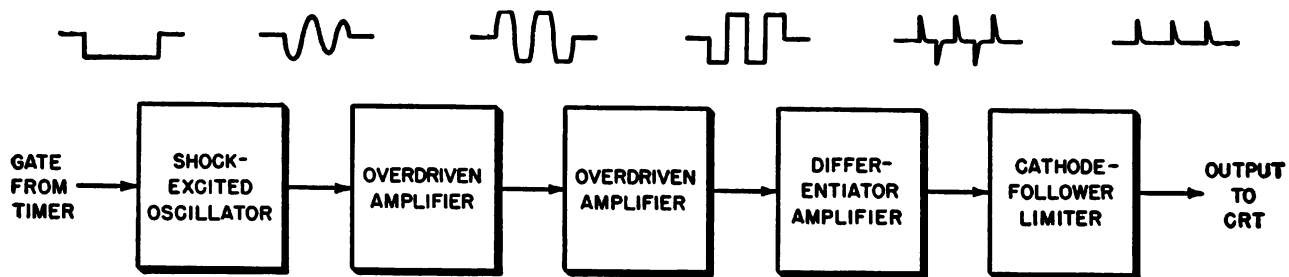 GATE
FROM
TIMER
SHOCK-
EXCITED
OSCILLATOR
OVERDRIVEN
AMPLIFIER
OVERDRIVEN
AMPLIFIER
DIFFER-
ENTIATOR
AMPLIFIER
CATHODE-
FOLLOWER
LIMITER
OUTPUT
TO
CRT